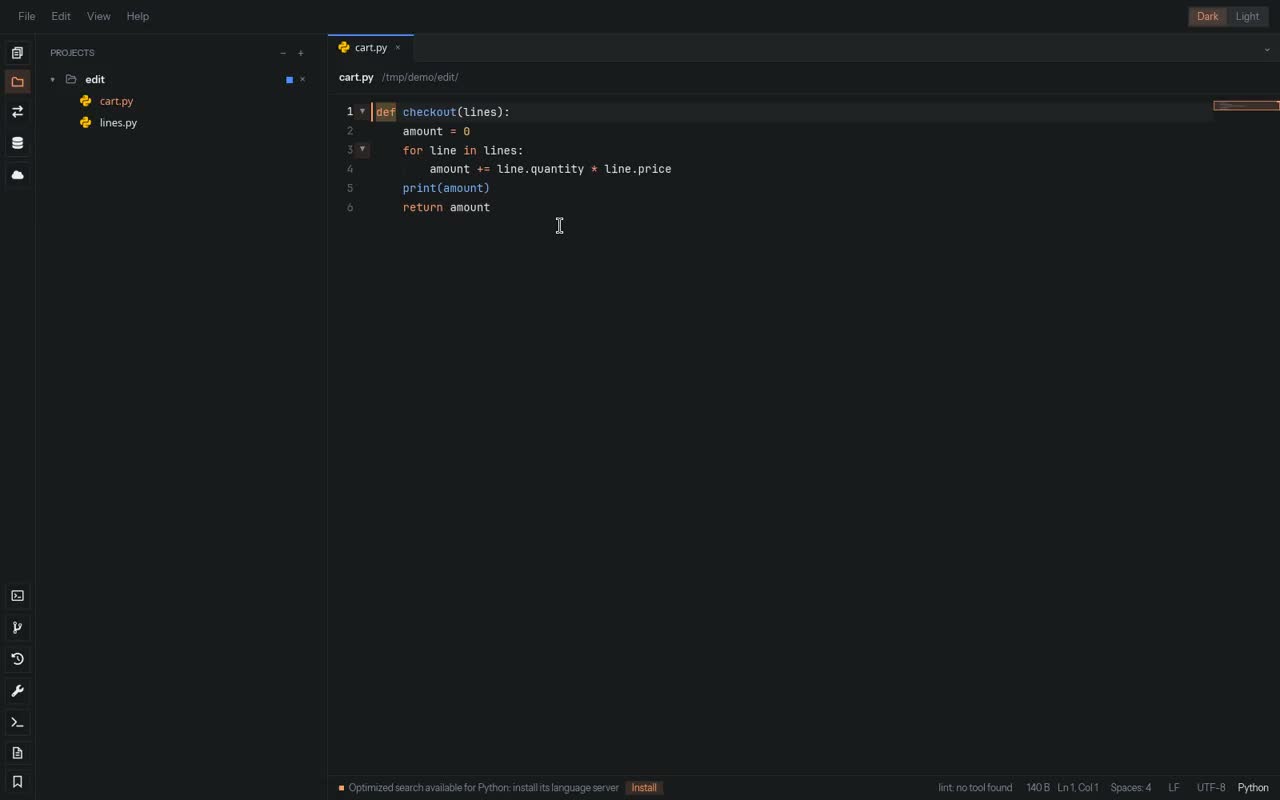 File Edit View Help
Dark Light
PROJECTS − +
edit ×
cart.py
lines.py
cart.py ×
cart.py /tmp/demo/edit/
1 def checkout(lines):
2     amount = 0
3     for line in lines:
4         amount += line.quantity * line.price
5     print(amount)
6     return amount
Optimized search available for Python: install its language server Install
lint: no tool found 140 B Ln 1, Col 1 Spaces: 4 LF UTF-8 Python